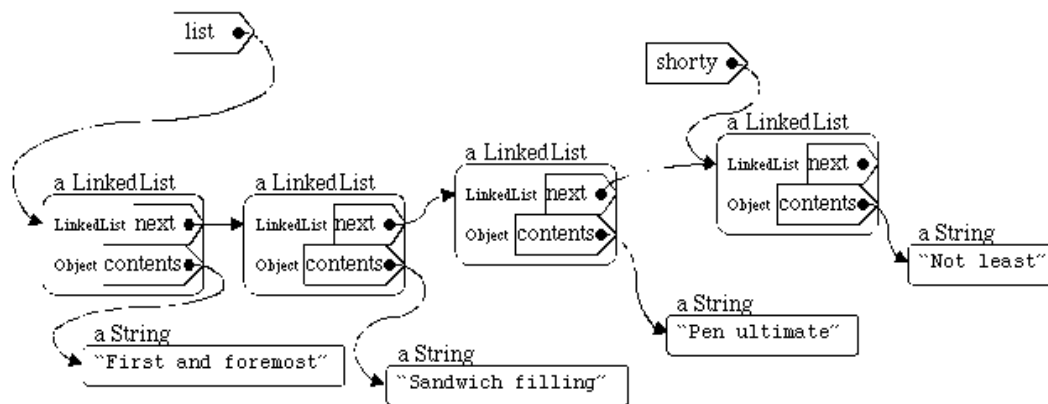 list
shorty
a LinkedList
LinkedList next
Object contents
a LinkedList
LinkedList next
Object contents
a LinkedList
LinkedList next
Object contents
a LinkedList
LinkedList next
Object contents
a String
"Not least"
a String
"Pen ultimate"
a String
"First and foremost"
a String
"Sandwich filling"